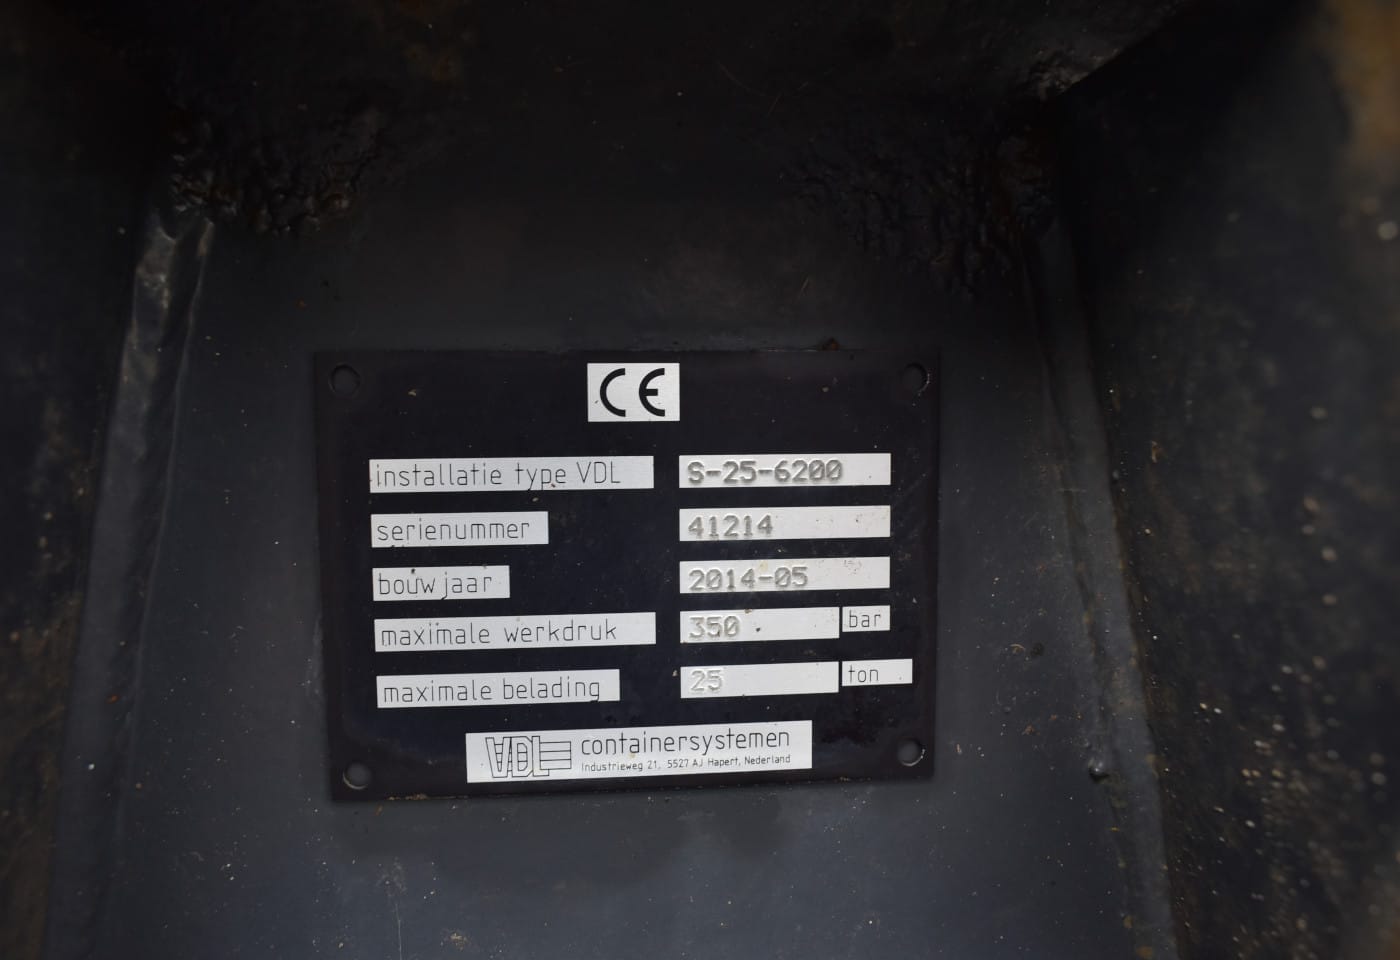 CE
installatie type VDL S-25-6200
serienummer 41214
bouwjaar 2014-05
maximale werkdruk 350 bar
maximale belading 25 ton
VDL containersystemen
Industrieweg 21, 5527 AJ Hapert, Nederland